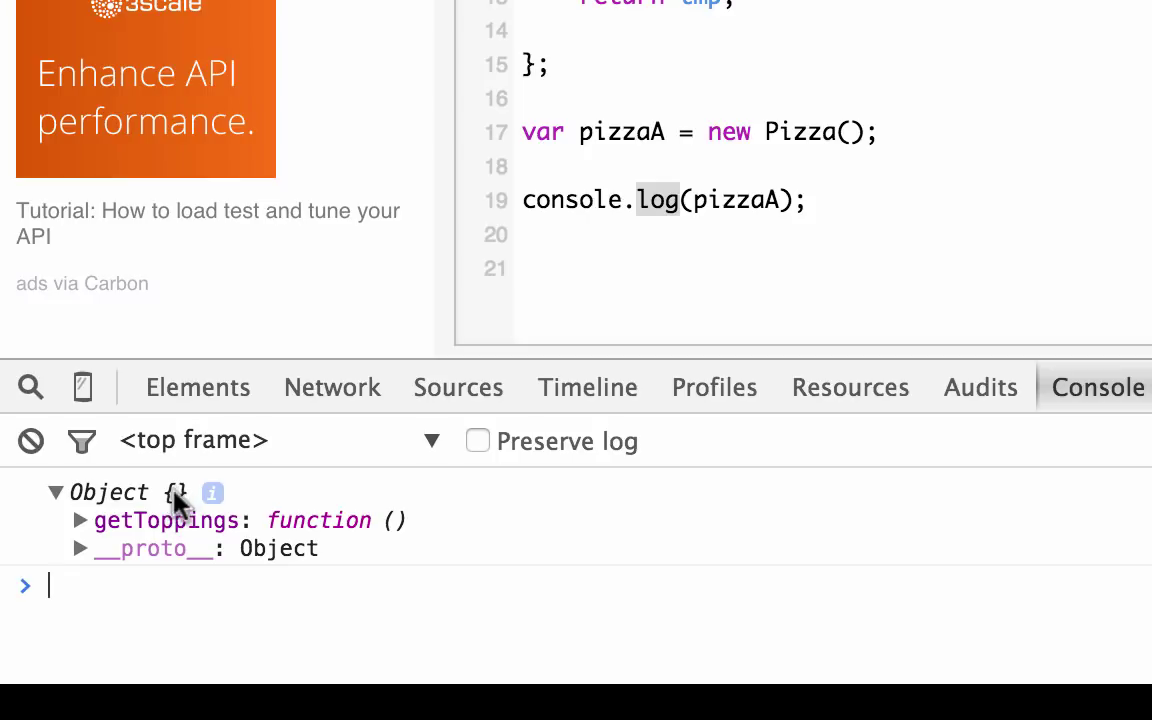 3scale
Enhance API
performance.
Tutorial: How to load test and tune your
API
ads via Carbon
14
15 };
16
17 var pizzaA = new Pizza();
18
19 console.log(pizzaA);
20
21
Elements Network Sources Timeline Profiles Resources Audits Console
<top frame> ▼ Preserve log
▼ Object {} i
▶ getToppings: function ()
▶ __proto__: Object
>